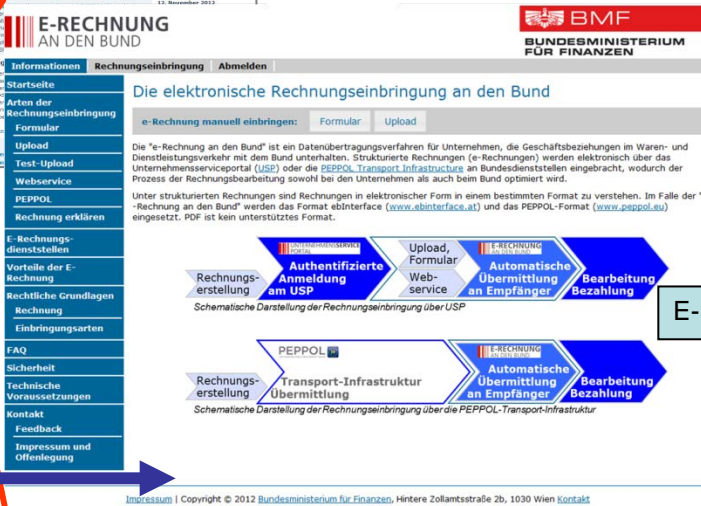 12. November 2012
E-RECHNUNG
AN DEN BUND
BMF
BUNDESMINISTERIUM
FÜR FINANZEN
Informationen Rechnungseinbringung Abmelden
Startseite
Arten der
Rechnungseinbringung
Formular
Upload
Test-Upload
Webservice
PEPPOL
Rechnung erklären
E-Rechnungs-
dienststellen
Vorteile der E-
Rechnung
Rechtliche Grundlagen
Rechnung
Einbringungsarten
FAQ
Sicherheit
Technische
Voraussetzungen
Kontakt
Feedback
Impressum und
Offenlegung
Die elektronische Rechnungseinbringung an den Bund
e-Rechnung manuell einbringen: Formular Upload
Die "e-Rechnung an den Bund" ist ein Datenübertragungsverfahren für Unternehmen, die Geschäftsbeziehungen im Waren- und
Dienstleistungsverkehr mit dem Bund unterhalten. Strukturierte Rechnungen (e-Rechnungen) werden elektronisch über das
Unternehmensserviceportal (USP) oder die PEPPOL Transport Infrastructure an Bundesdienststellen eingebracht, wodurch der
Prozess der Rechnungsbearbeitung sowohl bei den Unternehmen als auch beim Bund optimiert wird.
Unter strukturierten Rechnungen sind Rechnungen in elektronischer Form in einem bestimmten Format zu verstehen. Im Falle der "
-Rechnung an den Bund" werden das Format ebInterface (www.ebinterface.at) und das PEPPOL-Format (www.peppol.eu)
eingesetzt. PDF ist kein unterstütztes Format.
Rechnungs-
erstellung
UNTERNEHMENSSERVICE
PORTAL
Authentifizierte
Anmeldung
am USP
Upload,
Formular
Web-
service
E-RECHNUNG
AN DEN BUND
Automatische
Übermittlung
an Empfänger
Bearbeitung
Bezahlung
Schematische Darstellung der Rechnungseinbringung über USP
E-
Rechnungs-
erstellung
PEPPOL
Transport-Infrastruktur
Übermittlung
E-RECHNUNG
AN DEN BUND
Automatische
Übermittlung
an Empfänger
Bearbeitung
Bezahlung
Schematische Darstellung der Rechnungseinbringung über die PEPPOL-Transport-Infrastruktur
Impressum | Copyright © 2012 Bundesministerium für Finanzen, Hintere Zollamtsstraße 2b, 1030 Wien Kontakt